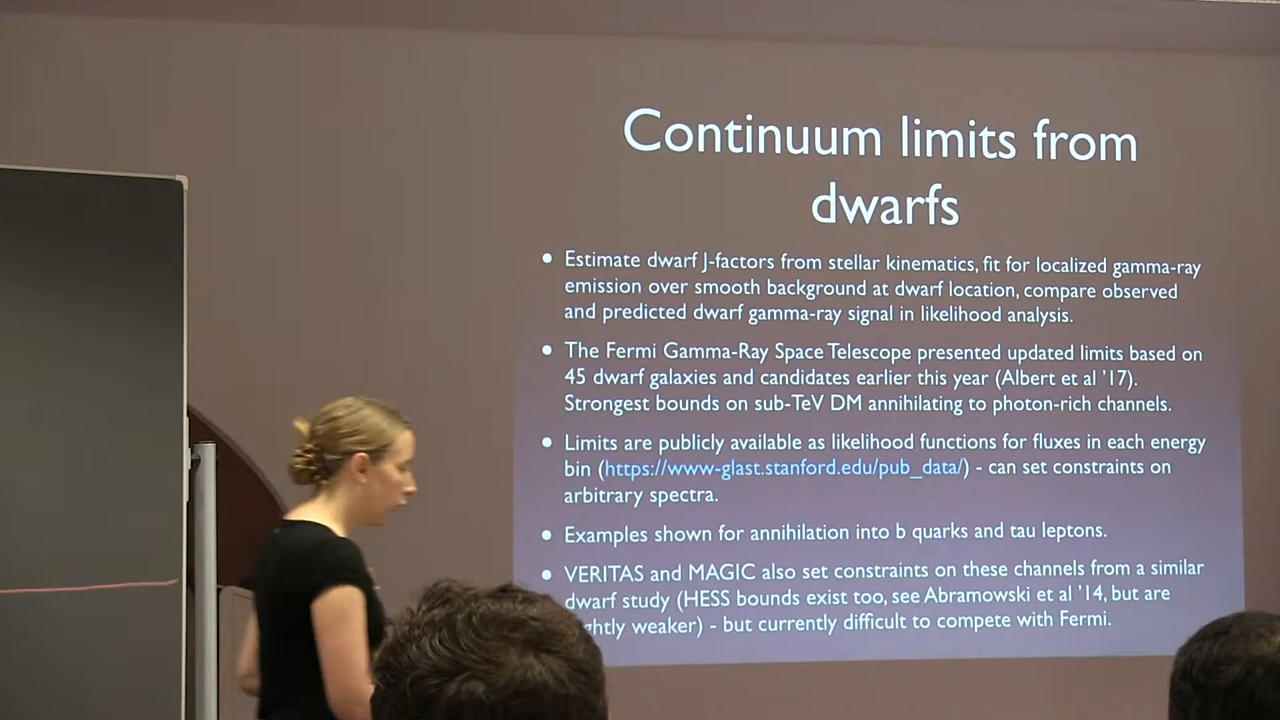 Continuum limits from
dwarfs
• Estimate dwarf J-factors from stellar kinematics, fit for localized gamma-ray
emission over smooth background at dwarf location, compare observed
and predicted dwarf gamma-ray signal in likelihood analysis.
• The Fermi Gamma-Ray Space Telescope presented updated limits based on
45 dwarf galaxies and candidates earlier this year (Albert et al '17).
Strongest bounds on sub-TeV DM annihilating to photon-rich channels.
• Limits are publicly available as likelihood functions for fluxes in each energy
bin (https://www-glast.stanford.edu/pub_data/) - can set constraints on
arbitrary spectra.
• Examples shown for annihilation into b quarks and tau leptons.
• VERITAS and MAGIC also set constraints on these channels from a similar
dwarf study (HESS bounds exist too, see Abramowski et al '14, but are
weaker) - but currently difficult to compete with Fermi.